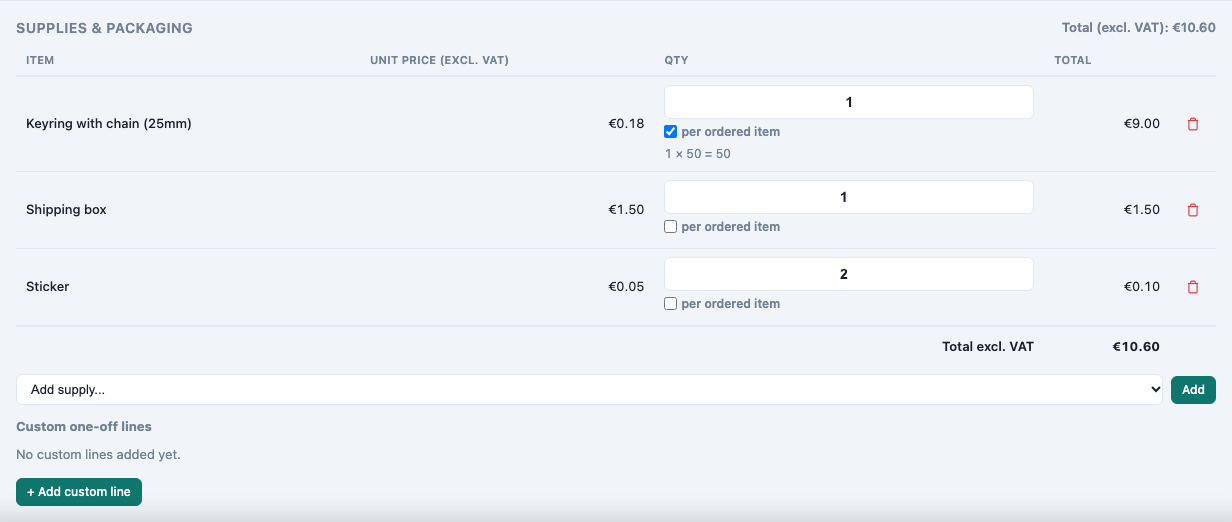 SUPPLIES & PACKAGING Total (excl. VAT): €10.60
ITEM UNIT PRICE (EXCL. VAT) QTY TOTAL
1
Keyring with chain (25mm) €0.18 per ordered item €9.00
1 × 50 = 50
1
Shipping box €1.50 €1.50
per ordered item
2
Sticker €0.05 €0.10
per ordered item
Total excl. VAT €10.60
Add supply... Add
Custom one-off lines
No custom lines added yet.
+ Add custom line